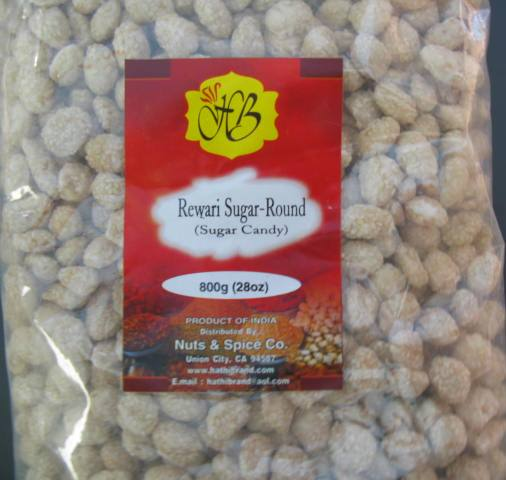 HB
Rewari Sugar-Round
(Sugar Candy)
800g (28oz)
PRODUCT OF INDIA
Distributed By:
Nuts & Spice Co.
Union City, CA 94587
www.hathibrand.com
E.mail : hathibrand@aol.com